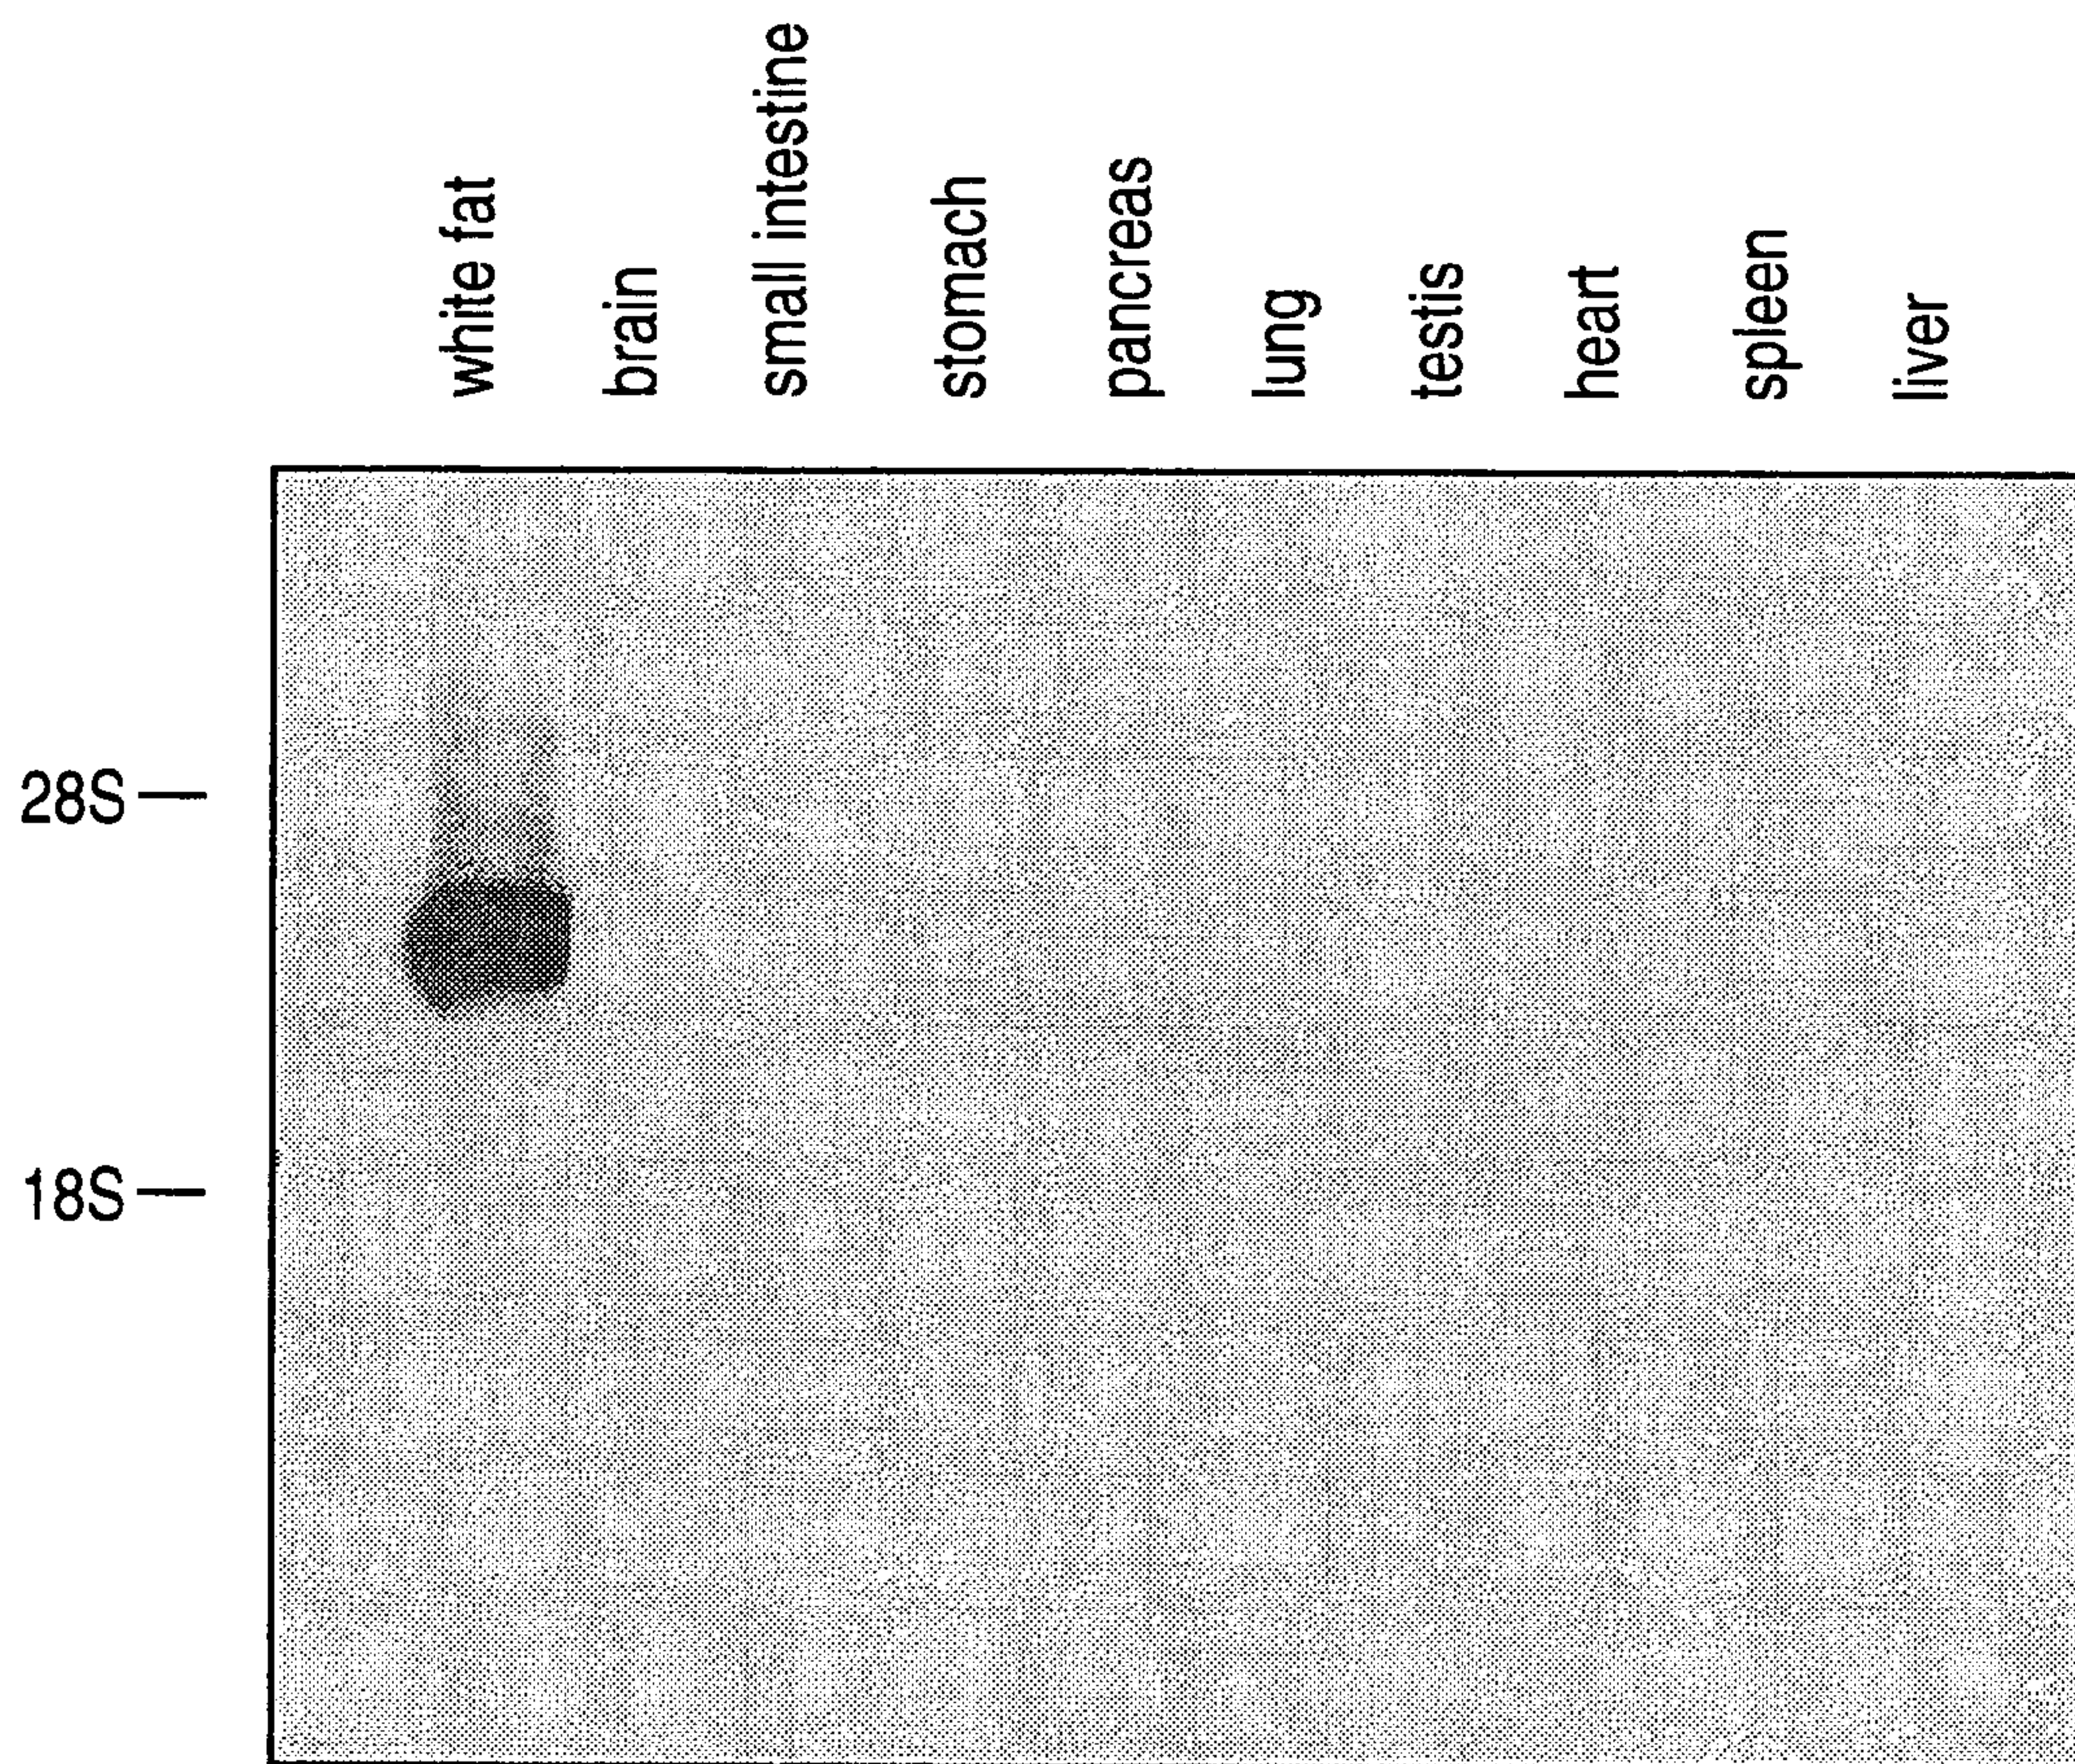 white fat
brain
small intestine
stomach
pancreas
lung
testis
heart
spleen
liver
28S
18S